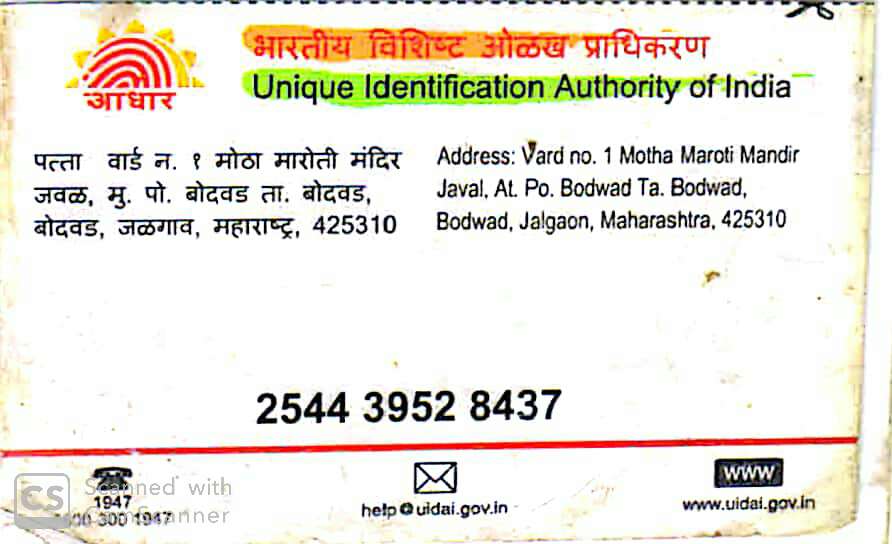 आधार
भारतीय विशिष्ट ओळख प्राधिकरण
Unique Identification Authority of India
पत्ता वार्ड न. १ मोठा मारोती मंदिर
जवळ, मु. पो. बोदवड ता. बोदवड,
बोदवड, जळगाव, महाराष्ट्र, 425310
Address: Vard no. 1 Motha Maroti Mandir
Javal, At. Po. Bodwad Ta. Bodwad,
Bodwad, Jalgaon, Maharashtra, 425310
2544 3952 8437
1947
300 1947
help@uidai.gov.in
www
www.uidai.gov.in
CS
Scanned with
CamScanner